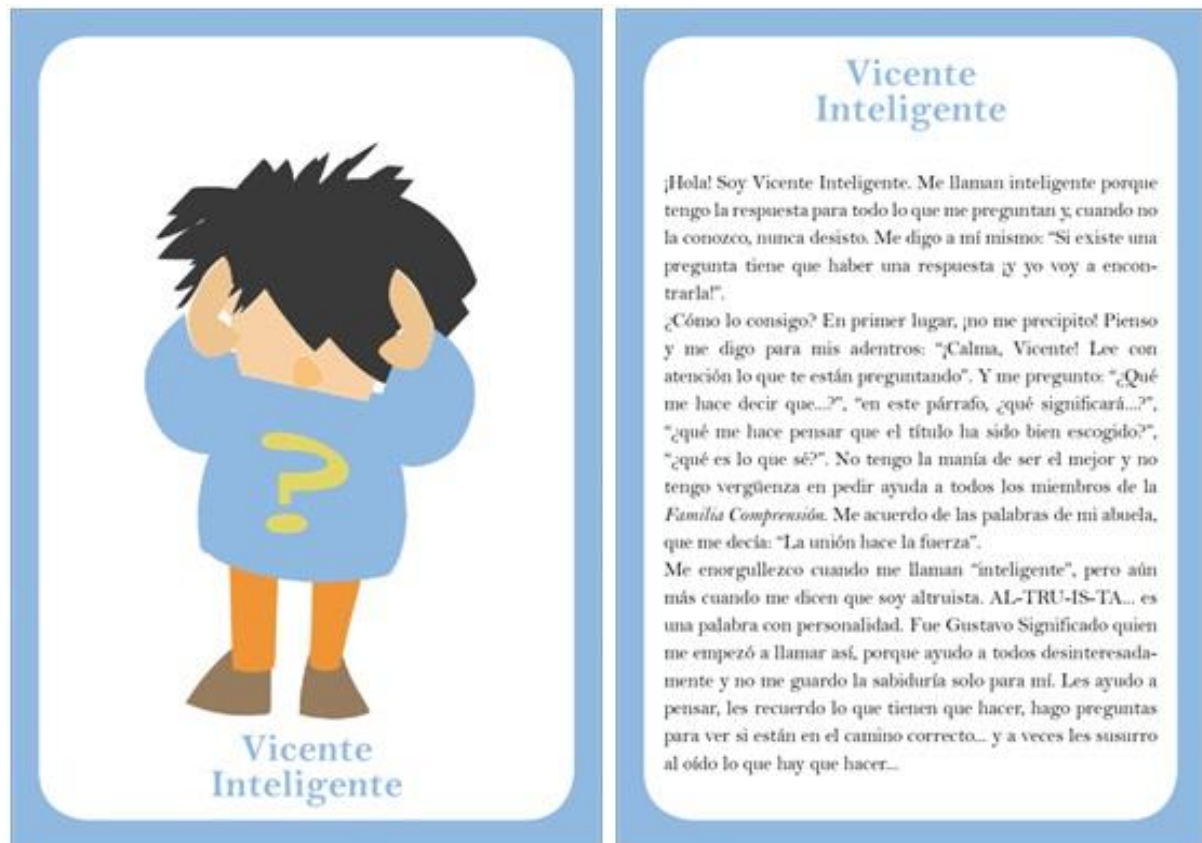 ?
Vicente
Inteligente
Vicente
Inteligente
¡Hola! Soy Vicente Inteligente. Me llaman inteligente porque
tengo la respuesta para todo lo que me preguntan y, cuando no
la conozco, nunca desisto. Me digo a mí mismo: “Si existe una
pregunta tiene que haber una respuesta ¡y yo voy a encon-
trarla!”.
¿Cómo lo consigo? En primer lugar, ¡no me precipito! Pienso
y me digo para mis adentros: “¡Calma, Vicente! Lee con
atención lo que te están preguntando”. Y me pregunto: “¿Qué
me hace decir que...?”, “en este párrafo, ¿qué significará...?”,
“¿qué me hace pensar que el título ha sido bien escogido?”,
“¿qué es lo que sé?”. No tengo la manía de ser el mejor y no
tengo vergüenza en pedir ayuda a todos los miembros de la
Familia Comprensión. Me acuerdo de las palabras de mi abuela,
que me decía: “La unión hace la fuerza”.
Me enorgullezco cuando me llaman “inteligente”, pero aún
más cuando me dicen que soy altruista. AL-TRU-IS-TA... es
una palabra con personalidad. Fue Gustavo Significado quien
me empezó a llamar así, porque ayudo a todos desinteresada-
mente y no me guardo la sabiduría solo para mí. Les ayudo a
pensar, les recuerdo lo que tienen que hacer, hago preguntas
para ver si están en el camino correcto... y a veces les susurro
al oído lo que hay que hacer...